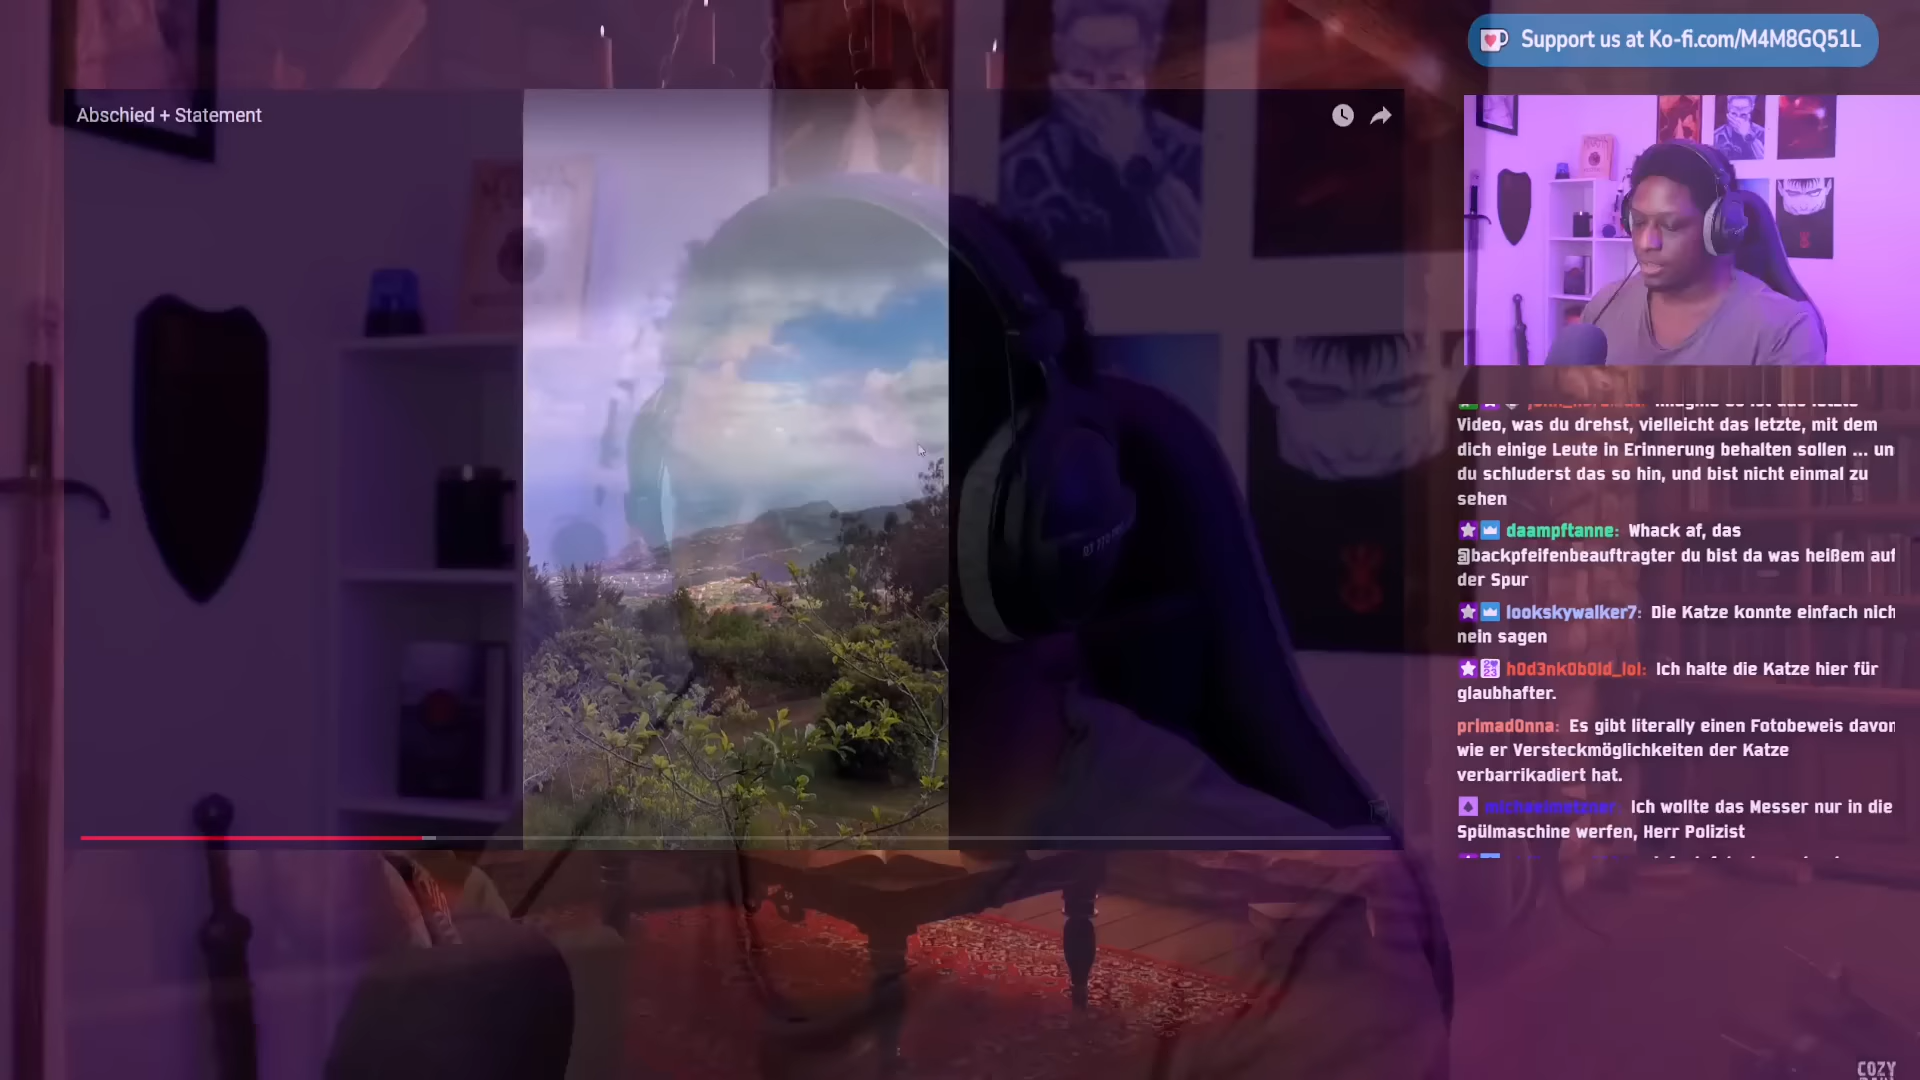 Support us at Ko-fi.com/M4M8GQ51L
Abschied + Statement
Video, was du drehst, vielleicht das letzte, mit dem
dich einige Leute in Erinnerung behalten sollen ... un
du schluderst das so hin, und bist nicht einmal zu
sehen
daampftanne: Whack af, das
@backpfeifenbeauftragter du bist da was heißem auf
der Spur
lookskywalker7: Die Katze konnte einfach nich
nein sagen
h0d3nk0b0ld_lol: Ich halte die Katze hier für
glaubhafter.
prlmad0nna: Es gibt literally einen Fotobeweis davon
wie er Versteckmöglichkeiten der Katze
verbarrikadiert hat.
michaelmetzner: Ich wollte das Messer nur in die
Spülmaschine werfen, Herr Polizist
COZY